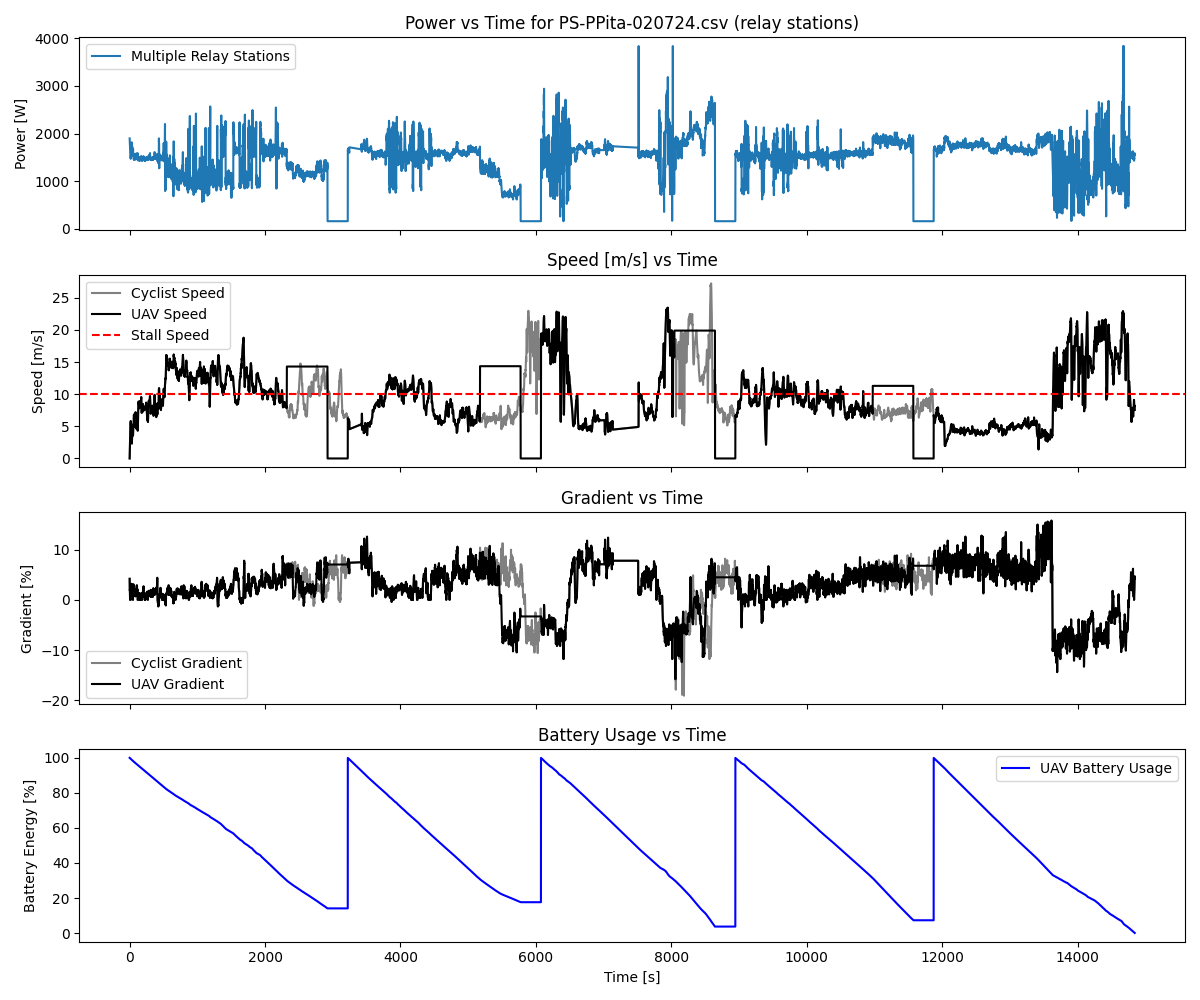 Power vs Time for PS-PPita-020724.csv (relay stations)
Multiple Relay Stations
Power [W]
4000
3000
2000
1000
0
Speed [m/s] vs Time
Cyclist Speed
UAV Speed
Stall Speed
Speed [m/s]
25
20
15
10
5
0
Gradient vs Time
Cyclist Gradient
UAV Gradient
Gradient [%]
10
0
−10
−20
Battery Usage vs Time
UAV Battery Usage
Battery Energy [%]
100
80
60
40
20
0
0 2000 4000 6000 8000 10000 12000 14000
Time [s]